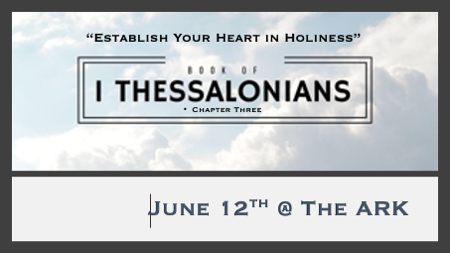 “Establish Your Heart in Holiness”
BOOK OF
I THESSALONIANS
• Chapter Three
June 12TH @ The ARK